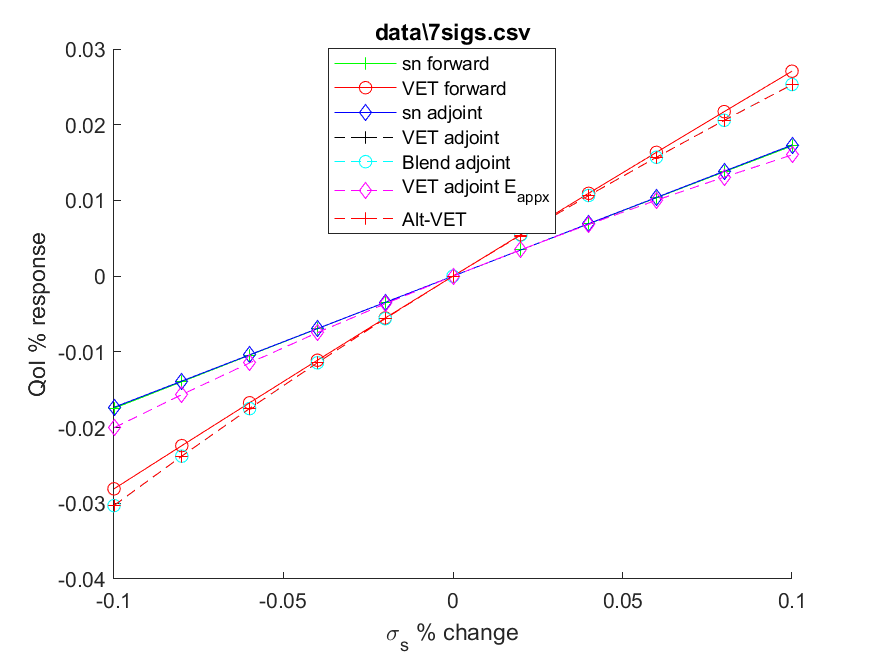 data\7sigs.csv
sn forward
VET forward
sn adjoint
VET adjoint
Blend adjoint
VET adjoint E_appx
Alt-VET
0.03
0.02
0.01
0
-0.01
-0.02
-0.03
-0.04
QoI % response
-0.1
-0.05
0
0.05
0.1
σ_s % change